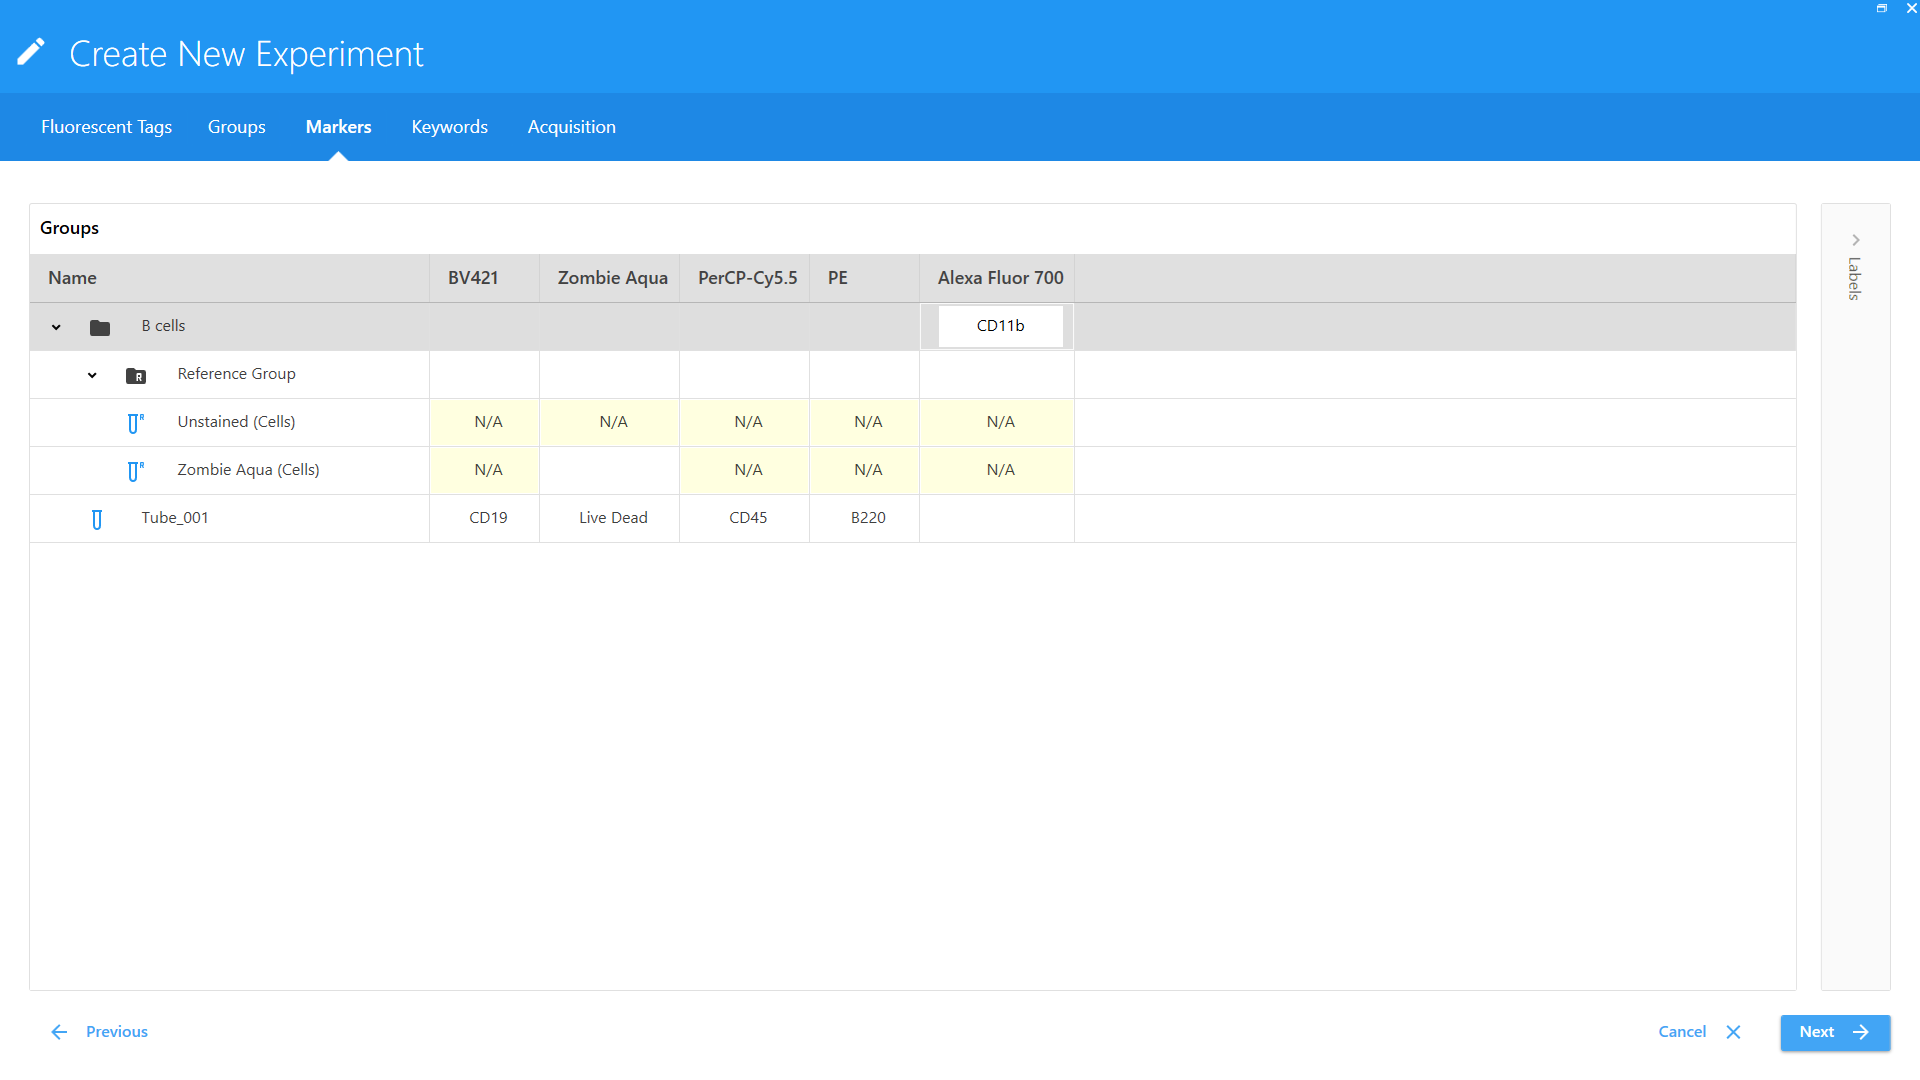 Create New Experiment
Fluorescent Tags Groups Markers Keywords Acquisition
Groups
Name BV421 Zombie Aqua PerCP-Cy5.5 PE Alexa Fluor 700
B cells CD11b
R Reference Group
R Unstained (Cells) N/A N/A N/A N/A N/A
R Zombie Aqua (Cells) N/A N/A N/A N/A
Tube_001 CD19 Live Dead CD45 B220
Labels
Previous Cancel Next